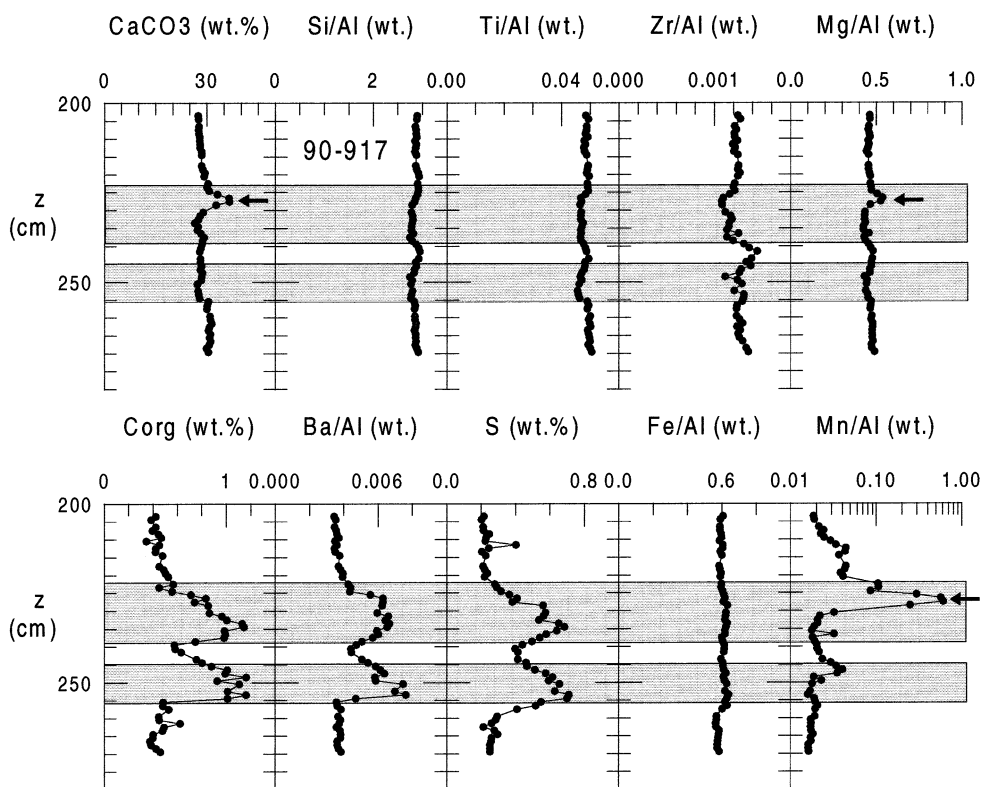 CaCO3 (wt.%) Si/Al (wt.) Ti/Al (wt.) Zr/Al (wt.) Mg/Al (wt.)
0 30 0 2 0.00 0.04 0.000 0.001 0.0 0.5 1.0
200
90-917
z
(cm)
250
Corg (wt.%) Ba/Al (wt.) S (wt.%) Fe/Al (wt.) Mn/Al (wt.)
0 1 0.000 0.006 0.0 0.8 0.0 0.6 0.01 0.10 1.00
200
z
(cm)
250